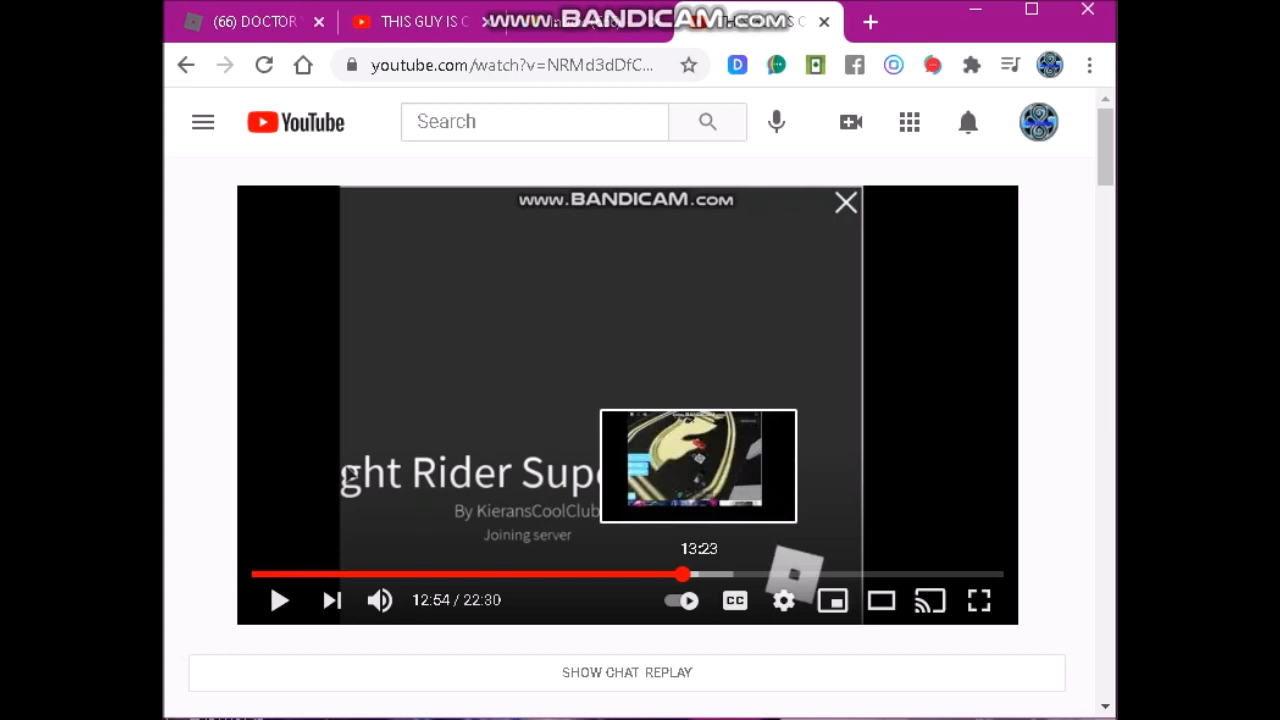 (66) DOCTOR
THIS GUY IS C
www.BANDICAM.com
youtube.com/watch?v=NRMd3dDfC...
YouTube
Search
www.BANDICAM.com
ght Rider Sup
By KieransCoolClub
Joining server
13:23
12:54 / 22:30
CC
SHOW CHAT REPLAY